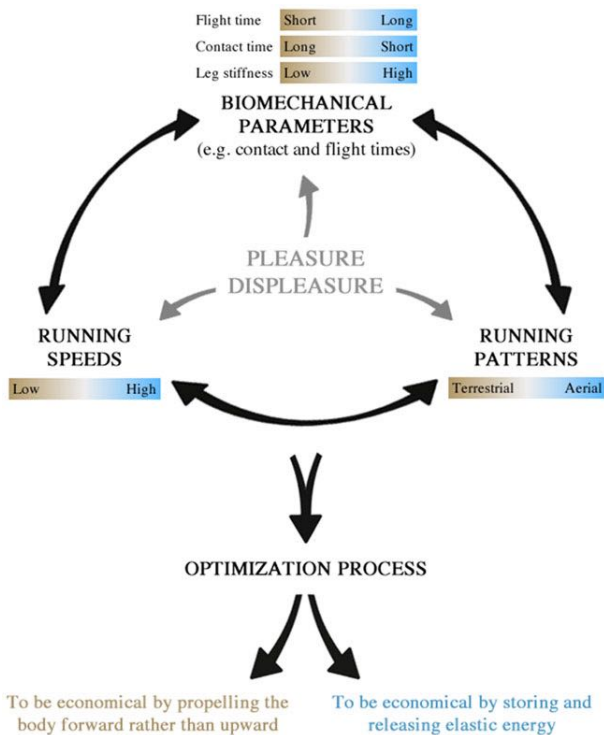 Flight time Short Long
Contact time Long Short
Leg stiffness Low High
BIOMECHANICAL
PARAMETERS
(e.g. contact and flight times)
PLEASURE
DISPLEASURE
RUNNING
SPEEDS
Low High
RUNNING
PATTERNS
Terrestrial Aerial
OPTIMIZATION PROCESS
To be economical by propelling the
body forward rather than upward
To be economical by storing and
releasing elastic energy